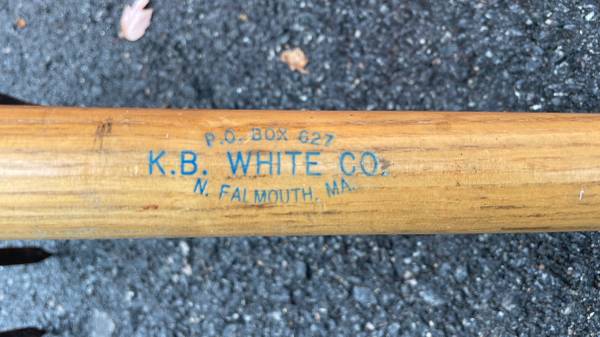 P.O. BOX 627
K.B. WHITE CO.
N. FALMOUTH, MA.